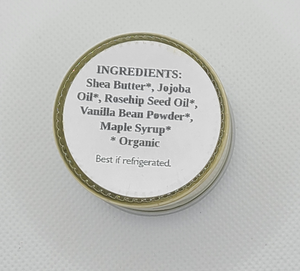 INGREDIENTS:
Shea Butter*, Jojoba
Oil*, Rosehip Seed Oil*,
Vanilla Bean Powder*,
Maple Syrup*
* Organic
Best if refrigerated.